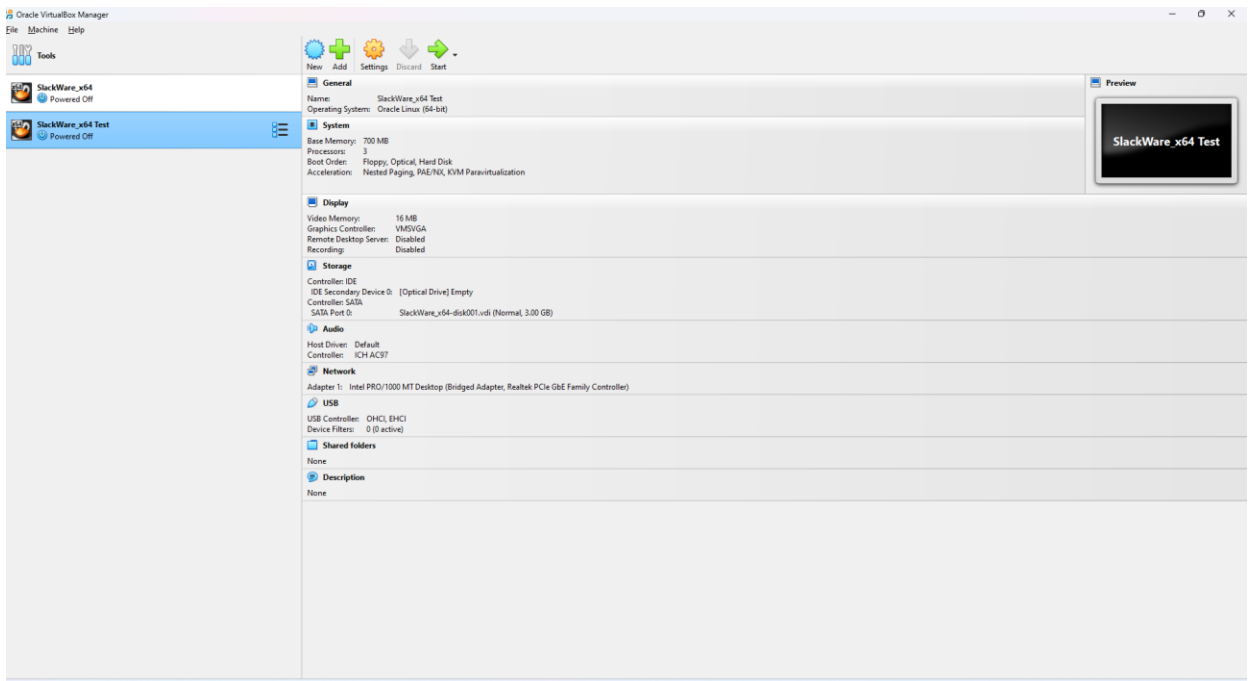 Oracle VirtualBox Manager
File Machine Help
Tools
New Add Settings Discard Start
SlackWare_x64
Powered Off
SlackWare_x64 Test
Powered Off
General
Name: SlackWare_x64 Test
Operating System: Oracle Linux (64-bit)
System
Base Memory: 700 MB
Processors: 3
Boot Order: Floppy, Optical, Hard Disk
Acceleration: Nested Paging, PAE/NX, KVM Paravirtualization
Preview
SlackWare_x64 Test
Display
Video Memory: 16 MB
Graphics Controller: VMSVGA
Remote Desktop Server: Disabled
Recording: Disabled
Storage
Controller: IDE
IDE Secondary Device 0: [Optical Drive] Empty
Controller: SATA
SATA Port 0: SlackWare_x64-disk001.vdi (Normal, 3.00 GB)
Audio
Host Driver: Default
Controller: ICH AC97
Network
Adapter 1: Intel PRO/1000 MT Desktop (Bridged Adapter, Realtek PCIe GbE Family Controller)
USB
USB Controller: OHCI, EHCI
Device Filters: 0 (0 active)
Shared folders
None
Description
None